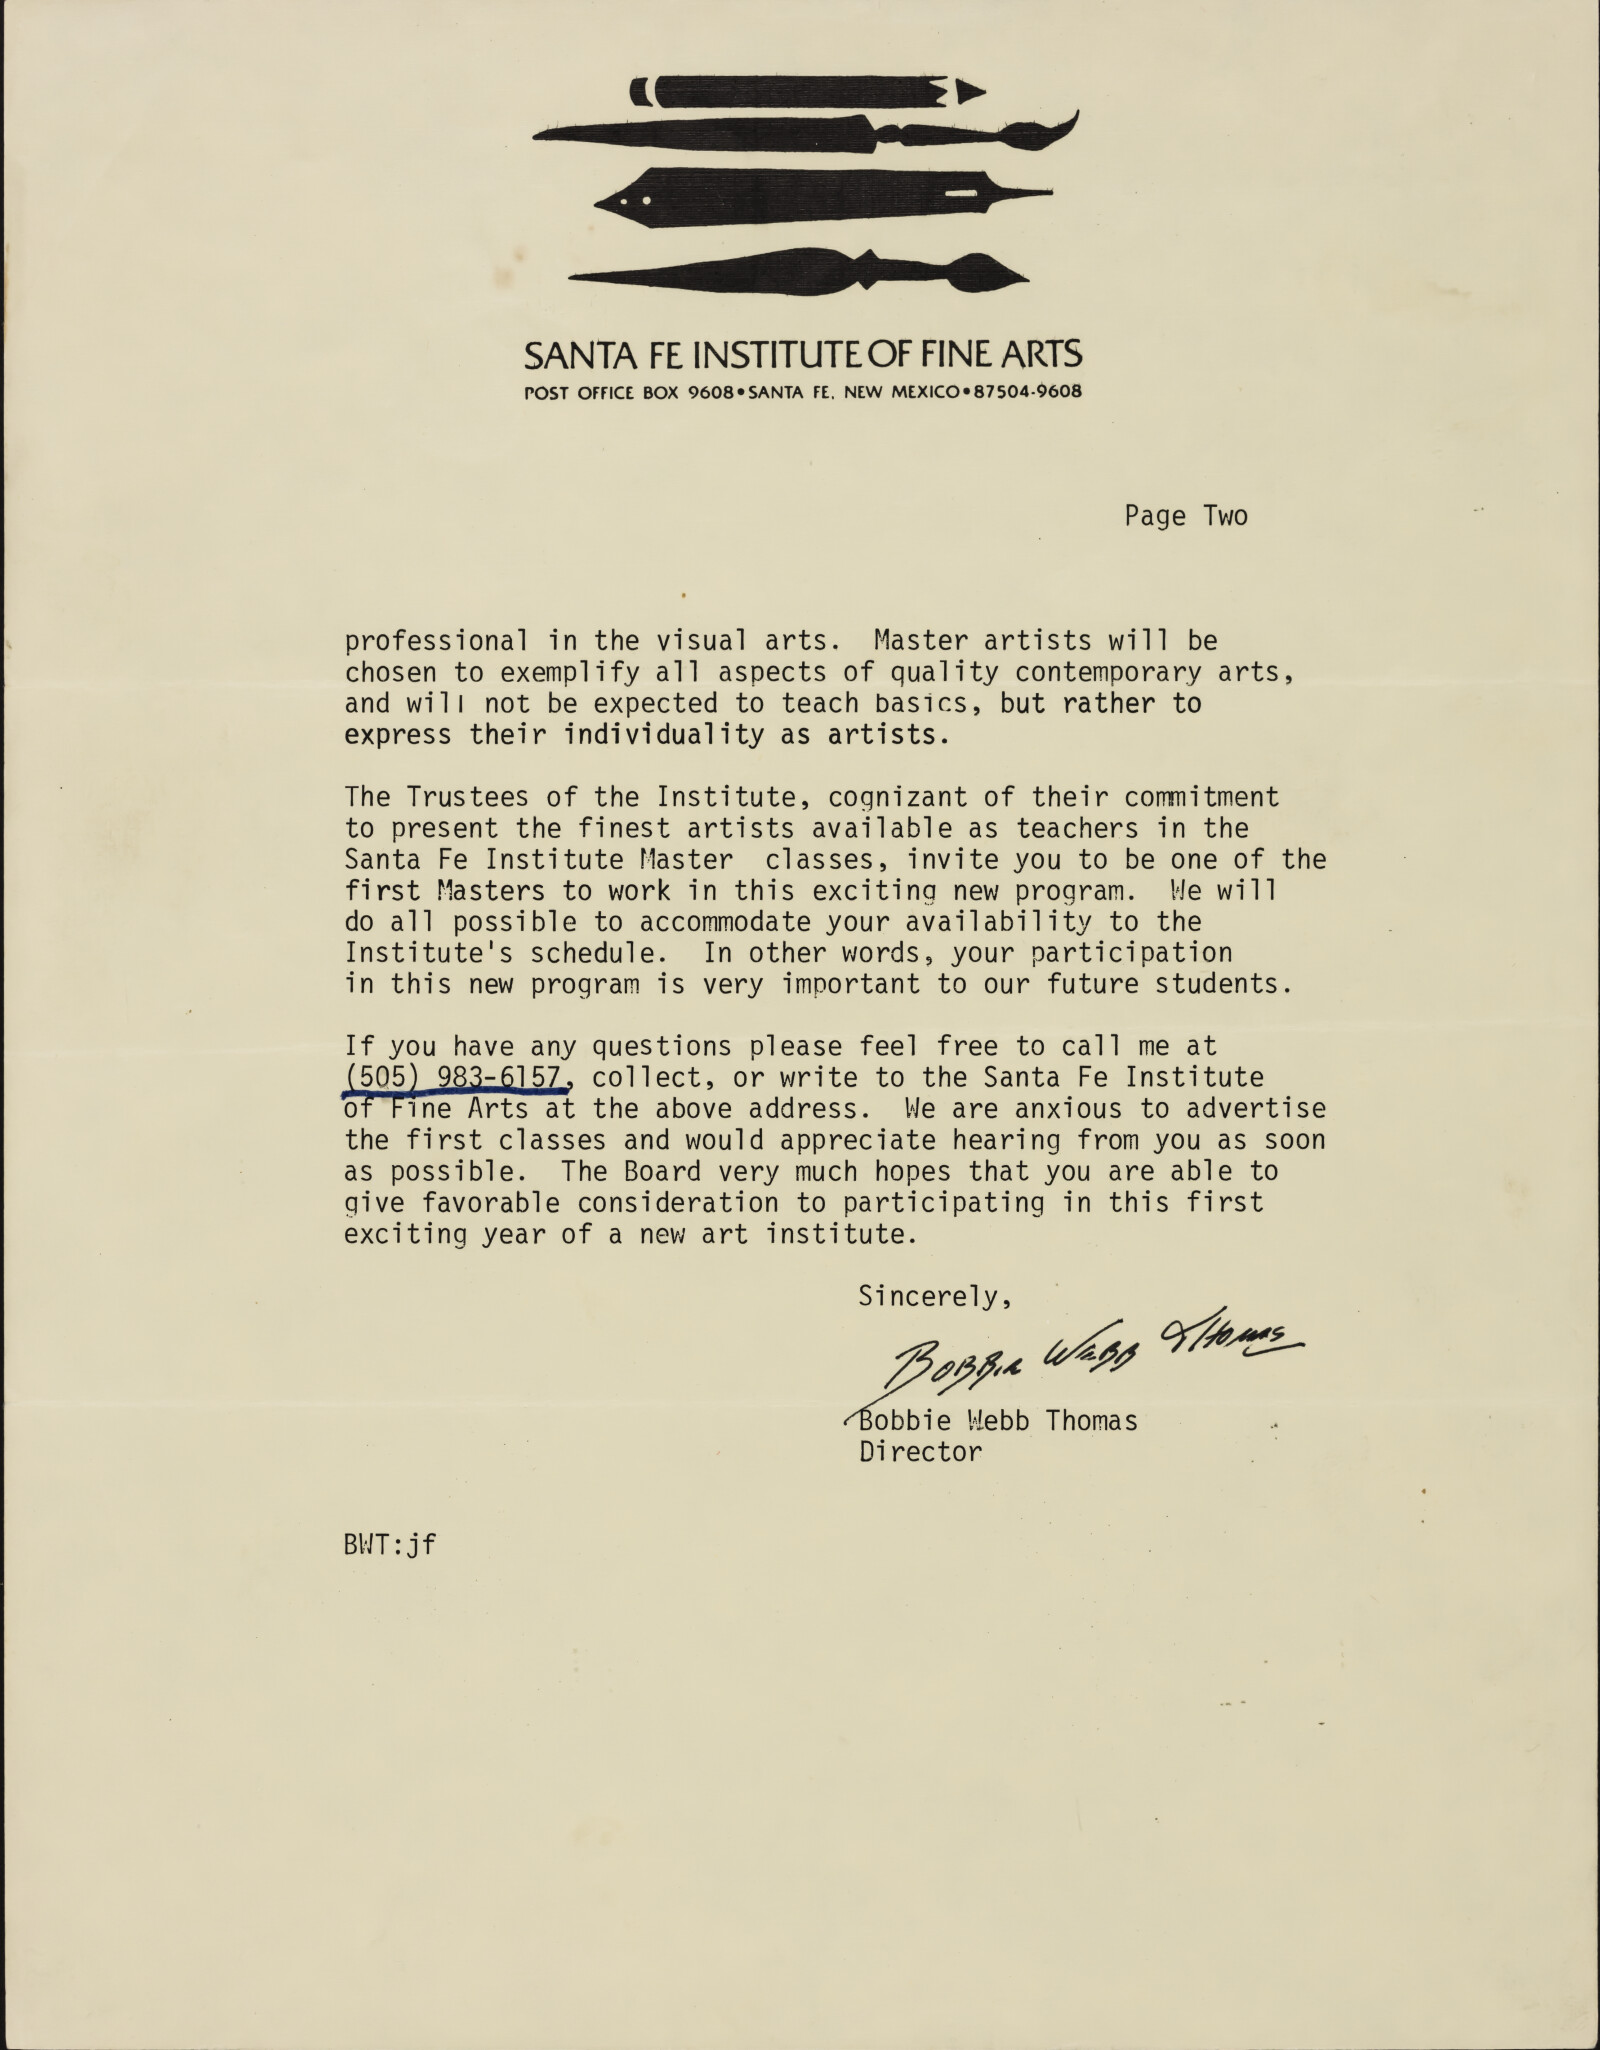 SANTA FE INSTITUTE OF FINE ARTS
POST OFFICE BOX 9608•SANTA FE, NEW MEXICO•87504-9608
Page Two
professional in the visual arts.  Master artists will be
chosen to exemplify all aspects of quality contemporary arts,
and will not be expected to teach basics, but rather to
express their individuality as artists.
The Trustees of the Institute, cognizant of their commitment
to present the finest artists available as teachers in the
Santa Fe Institute Master  classes, invite you to be one of the
first Masters to work in this exciting new program.  We will
do all possible to accommodate your availability to the
Institute's schedule.  In other words, your participation
in this new program is very important to our future students.
If you have any questions please feel free to call me at
(505) 983-6157, collect, or write to the Santa Fe Institute
of Fine Arts at the above address.  We are anxious to advertise
the first classes and would appreciate hearing from you as soon
as possible.  The Board very much hopes that you are able to
give favorable consideration to participating in this first
exciting year of a new art institute.
Sincerely,
Bobbie Webb Thomas
Bobbie Webb Thomas
Director
BWT:jf